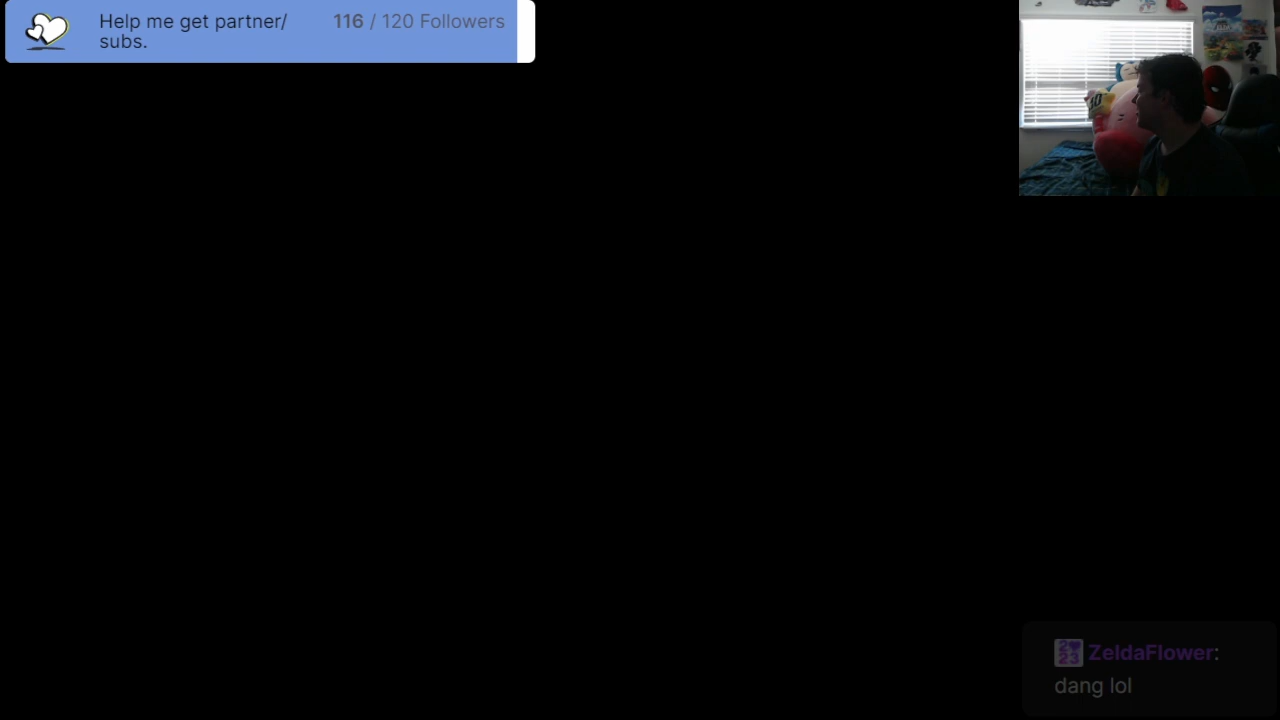 Help me get partner/
subs.
116 / 120 Followers
ZeldaFlower:
dang lol